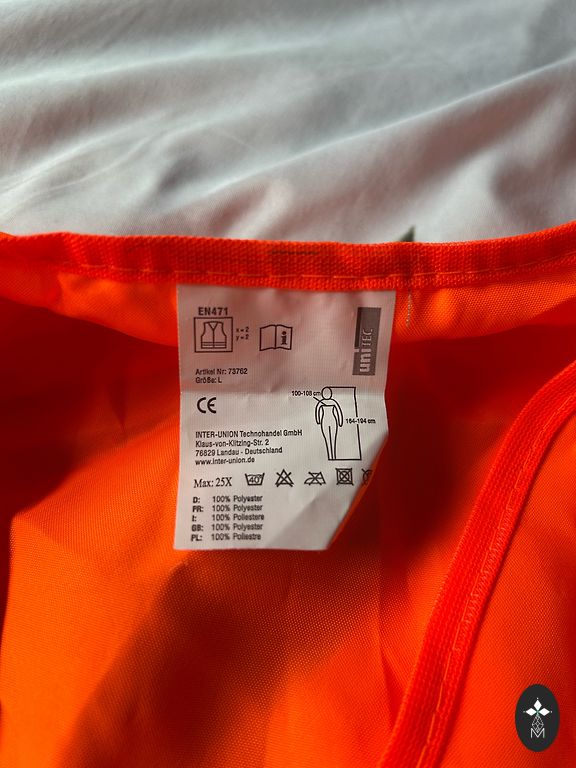 EN471
x = 2
y = 2
uniTEC
Artikel Nr: 73762
Größe: L
100-108 cm
164-194 cm
CE
INTER-UNION Technohandel GmbH
Klaus-von-Klitzing-Str. 2
76829 Landau - Deutschland
www.inter-union.de
Max: 25X
40°
D: 100% Polyester
FR: 100% Polyester
I: 100% Poliestere
GB: 100% Polyester
PL: 100% Poliestre
M